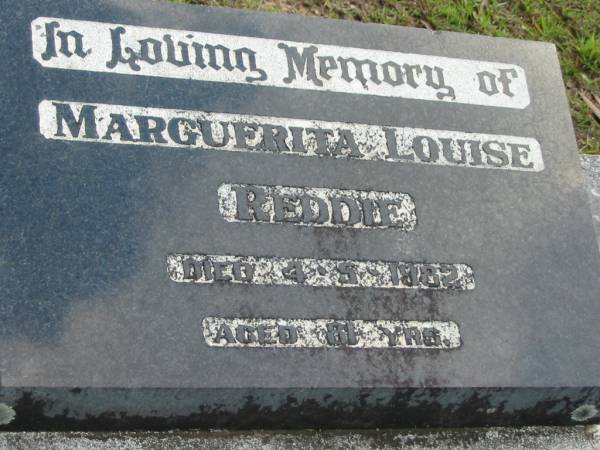 In Loving Memory of
MARGUERITA LOUISE
REDDIE
DIED 4·5·1982
AGED 81 YRS.